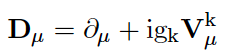 D_μ = ∂_μ + ig_k V^k_μ